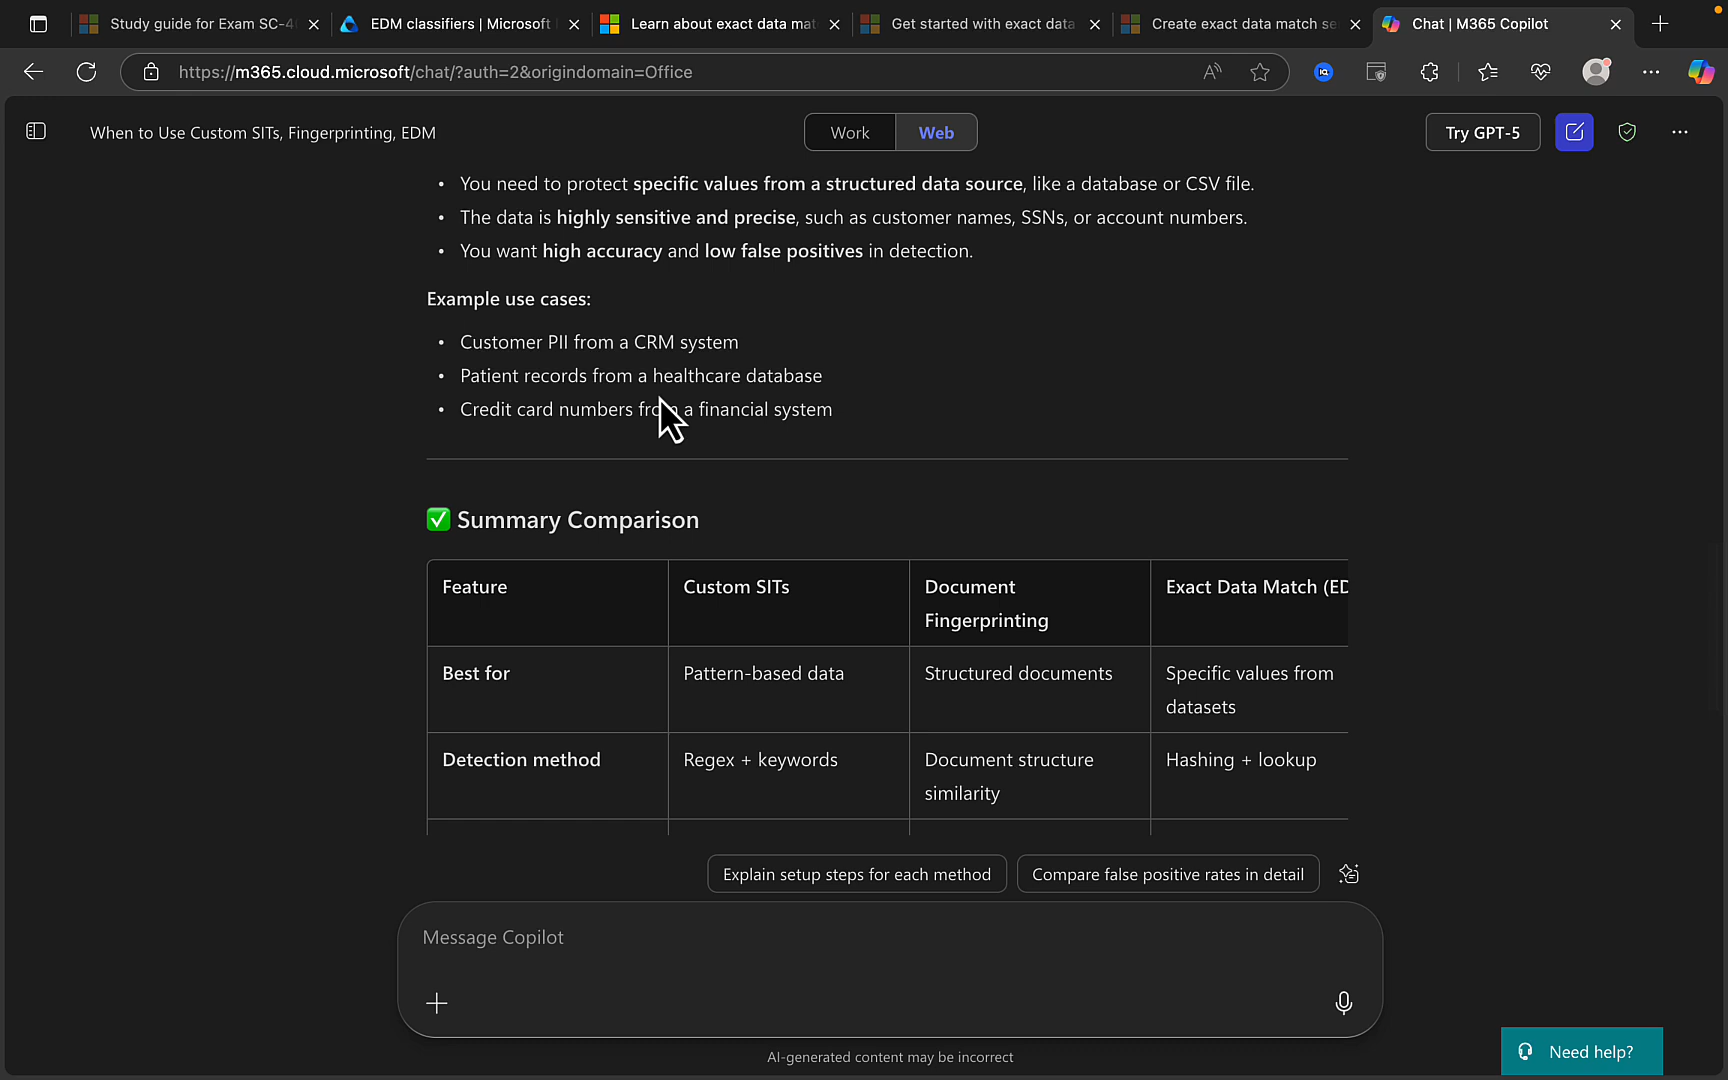 Study guide for Exam SC-4
EDM classifiers | Microsoft
Learn about exact data mat
Get started with exact data
Create exact data match se
Chat | M365 Copilot
https://m365.cloud.microsoft/chat/?auth=2&origindomain=Office
When to Use Custom SITs, Fingerprinting, EDM
Work
Web
Try GPT-5
• You need to protect specific values from a structured data source, like a database or CSV file.
• The data is highly sensitive and precise, such as customer names, SSNs, or account numbers.
• You want high accuracy and low false positives in detection.
Example use cases:
• Customer PII from a CRM system
• Patient records from a healthcare database
• Credit card numbers from a financial system
✅ Summary Comparison
Feature
Custom SITs
Document
Fingerprinting
Exact Data Match (ED
Best for
Pattern-based data
Structured documents
Specific values from
datasets
Detection method
Regex + keywords
Document structure
similarity
Hashing + lookup
Explain setup steps for each method
Compare false positive rates in detail
Message Copilot
AI-generated content may be incorrect
Need help?